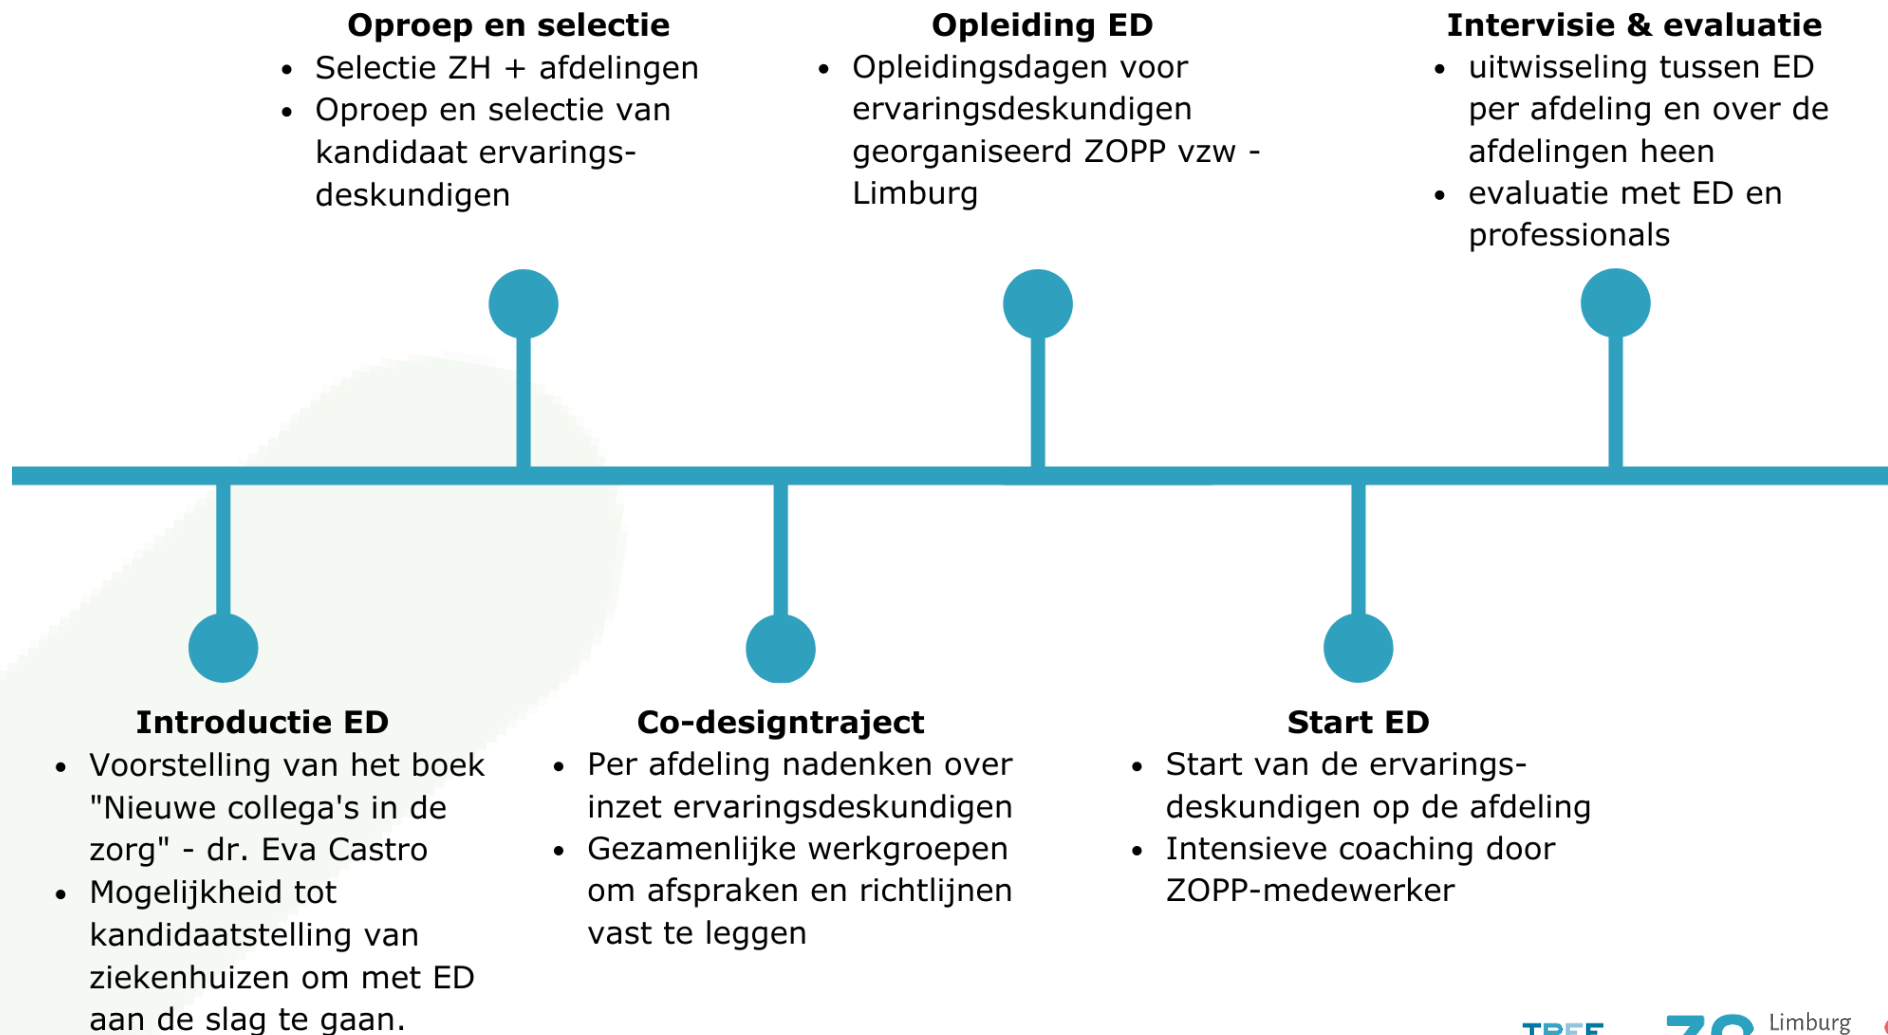 Oproep en selectie
• Selectie ZH + afdelingen
• Oproep en selectie van
kandidaat ervarings-
deskundigen
Opleiding ED
• Opleidingsdagen voor
ervaringsdeskundigen
georganiseerd ZOPP vzw -
Limburg
Intervisie & evaluatie
• uitwisseling tussen ED
per afdeling en over de
afdelingen heen
• evaluatie met ED en
professionals
Introductie ED
• Voorstelling van het boek
"Nieuwe collega's in de
zorg" - dr. Eva Castro
• Mogelijkheid tot
kandidaatstelling van
ziekenhuizen om met ED
aan de slag te gaan.
Co-designtraject
• Per afdeling nadenken over
inzet ervaringsdeskundigen
• Gezamenlijke werkgroepen
om afspraken en richtlijnen
vast te leggen
Start ED
• Start van de ervarings-
deskundigen op de afdeling
• Intensieve coaching door
ZOPP-medewerker
Limburg